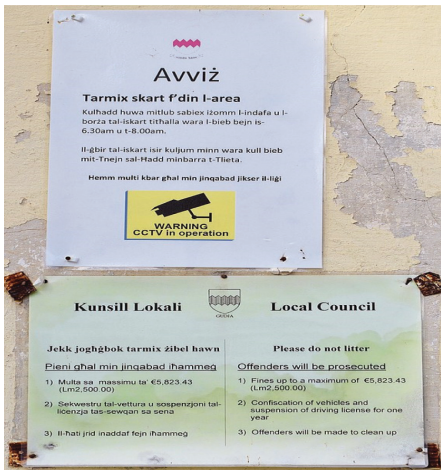 Avviż
Tarmix skart f'din l-area
Kulħadd huwa mitlub sabiex iżomm l-indafa u l-
borża tal-iskart titħalla wara l-bieb bejn is-
6.30am u t-8.00am.
Il-ġbir tal-iskart isir kuljum minn wara kull bieb
mit-Tnejn sal-Ħadd minbarra t-Tlieta.
Hemm multi kbar għal min jinqabad jikser il-liġi
WARNING
CCTV in operation
Kunsill Lokali
GUDJA
Local Council
Jekk jogħġbok tarmix żibel hawn
Pieni għal min jinqabad iħammeġ
1) Multa sa massimu ta' €5,823.43
(Lm2,500.00)
2) Sekwestru tal-vettura u sospenzjoni tal-
liċenzja tas-sewqan sa sena
3) Il-ħati jrid inaddaf fejn iħammeġ
Please do not litter
Offenders will be prosecuted
1) Fines up to a maximum of €5,823.43
(Lm2,500.00)
2) Confiscation of vehicles and
suspension of driving license for one
year
3) Offenders will be made to clean up